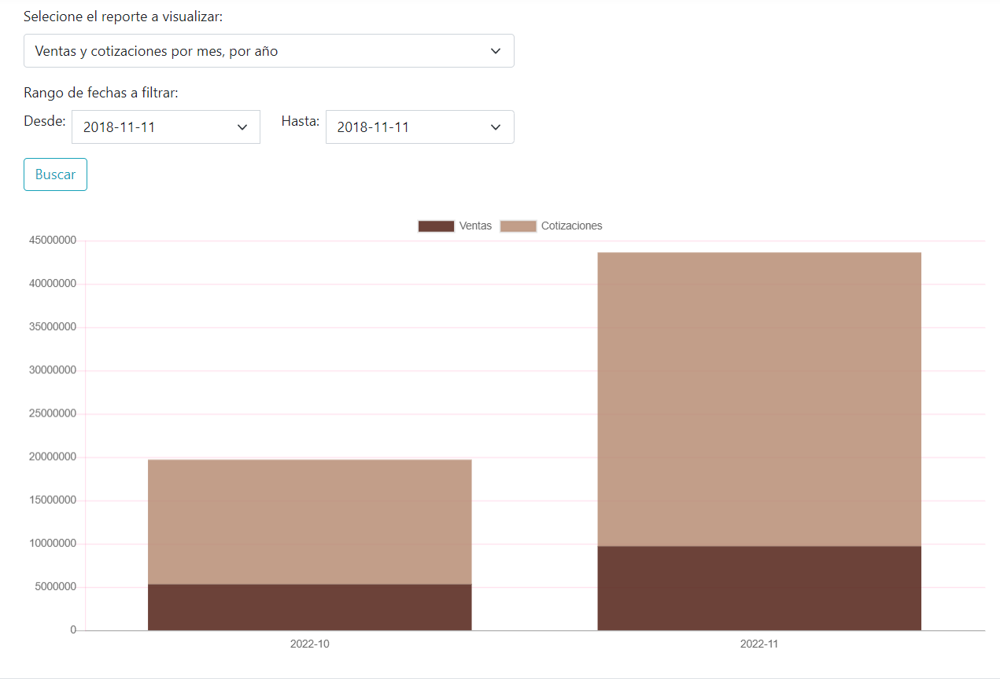 Selecione el reporte a visualizar:
Ventas y cotizaciones por mes, por año
Rango de fechas a filtrar:
Desde: 2018-11-11 Hasta: 2018-11-11
Buscar
Ventas Cotizaciones
45000000
40000000
35000000
30000000
25000000
20000000
15000000
10000000
5000000
0
2022-10 2022-11